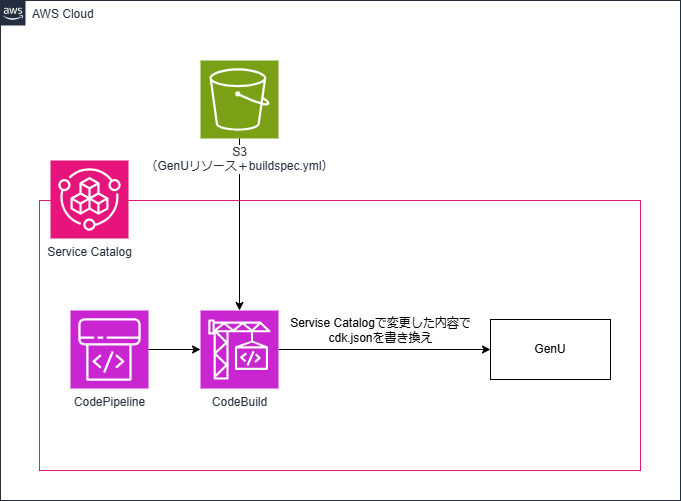 aws
AWS Cloud
S3
（GenUリソース＋buildspec.yml）
Service Catalog
Servise Catalogで変更した内容で
cdk.jsonを書き換え
GenU
CodePipeline
CodeBuild